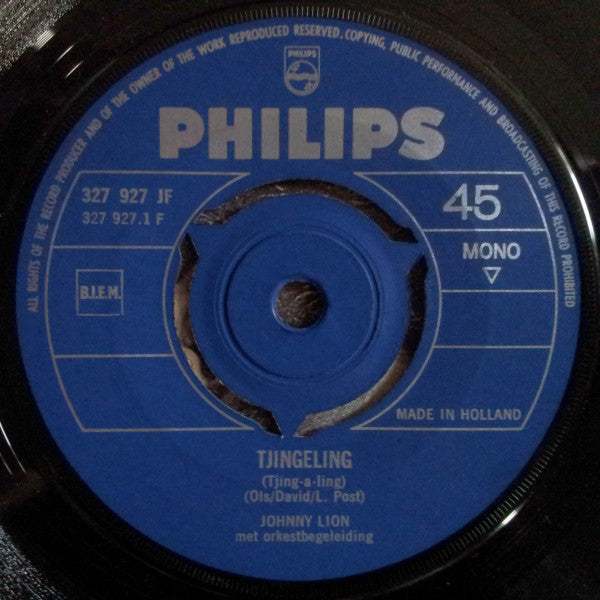 ALL RIGHTS OF THE RECORD PRODUCER AND OF THE OWNER OF THE WORK REPRODUCED RESERVED, COPYING, PUBLIC PERFORMANCE AND BROADCASTING OF THIS RECORD PROHIBITED
PHILIPS
PHILIPS
327 927 JF
327 927.1 F
45
MONO
B.I.E.M.
MADE IN HOLLAND
TJINGELING
(Tjing-a-ling)
(Ols/David/L. Post)
JOHNNY LION
met orkestbegeleiding